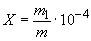 X = m₁/m · 10⁻⁴